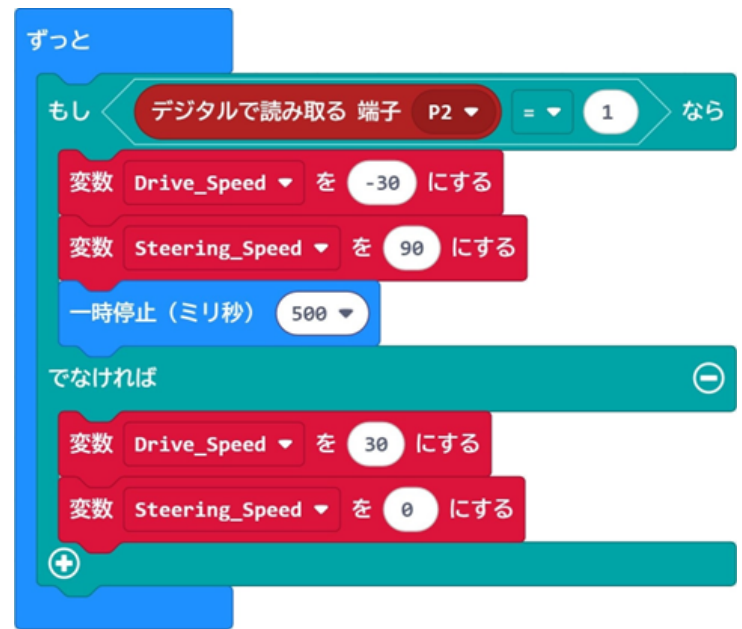 ずっと
もし デジタルで読み取る 端子 P2 = 1 なら
変数 Drive_Speed を -30 にする
変数 Steering_Speed を 90 にする
一時停止（ミリ秒） 500
でなければ
変数 Drive_Speed を 30 にする
変数 Steering_Speed を 0 にする